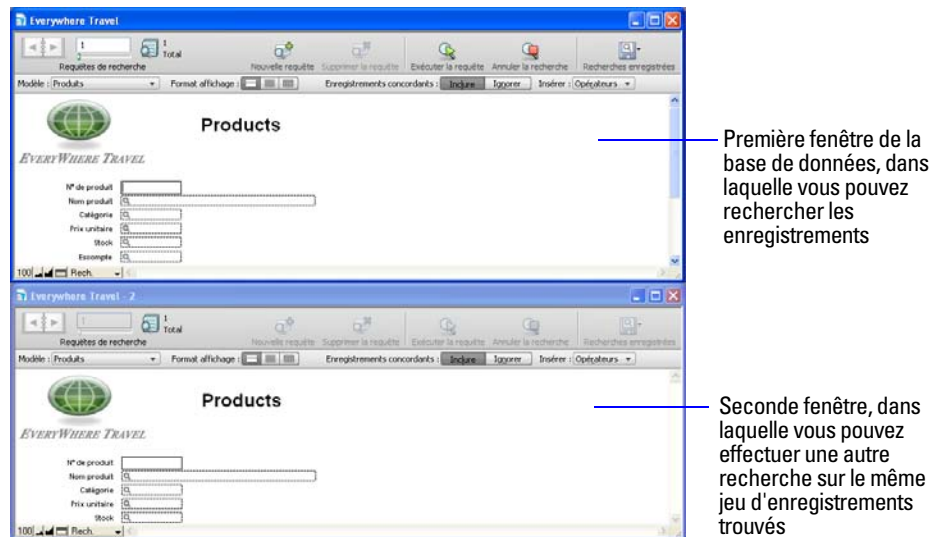 Everywhere Travel
1
1
Total
Requêtes de recherche
Nouvelle requête
Supprimer la requête
Exécuter la requête
Annuler la recherche
Recherches enregistrées
Modèle : Produits
Format affichage :
Enregistrements concordants : Inclure Ignorer
Insérer : Opérateurs
Products
EVERYWHERE TRAVEL
N° de produit
Nom produit
Catégorie
Prix unitaire
Stock
Escompte
100 Rech.
Première fenêtre de la
base de données, dans
laquelle vous pouvez
rechercher les
enregistrements
Everywhere Travel - 2
1
1
Total
Requêtes de recherche
Nouvelle requête
Supprimer la requête
Exécuter la requête
Annuler la recherche
Recherches enregistrées
Modèle : Produits
Format affichage :
Enregistrements concordants : Inclure Ignorer
Insérer : Opérateurs
Products
EVERYWHERE TRAVEL
N° de produit
Nom produit
Catégorie
Prix unitaire
Stock
100 Rech.
Seconde fenêtre, dans
laquelle vous pouvez
effectuer une autre
recherche sur le même
jeu d'enregistrements
trouvés